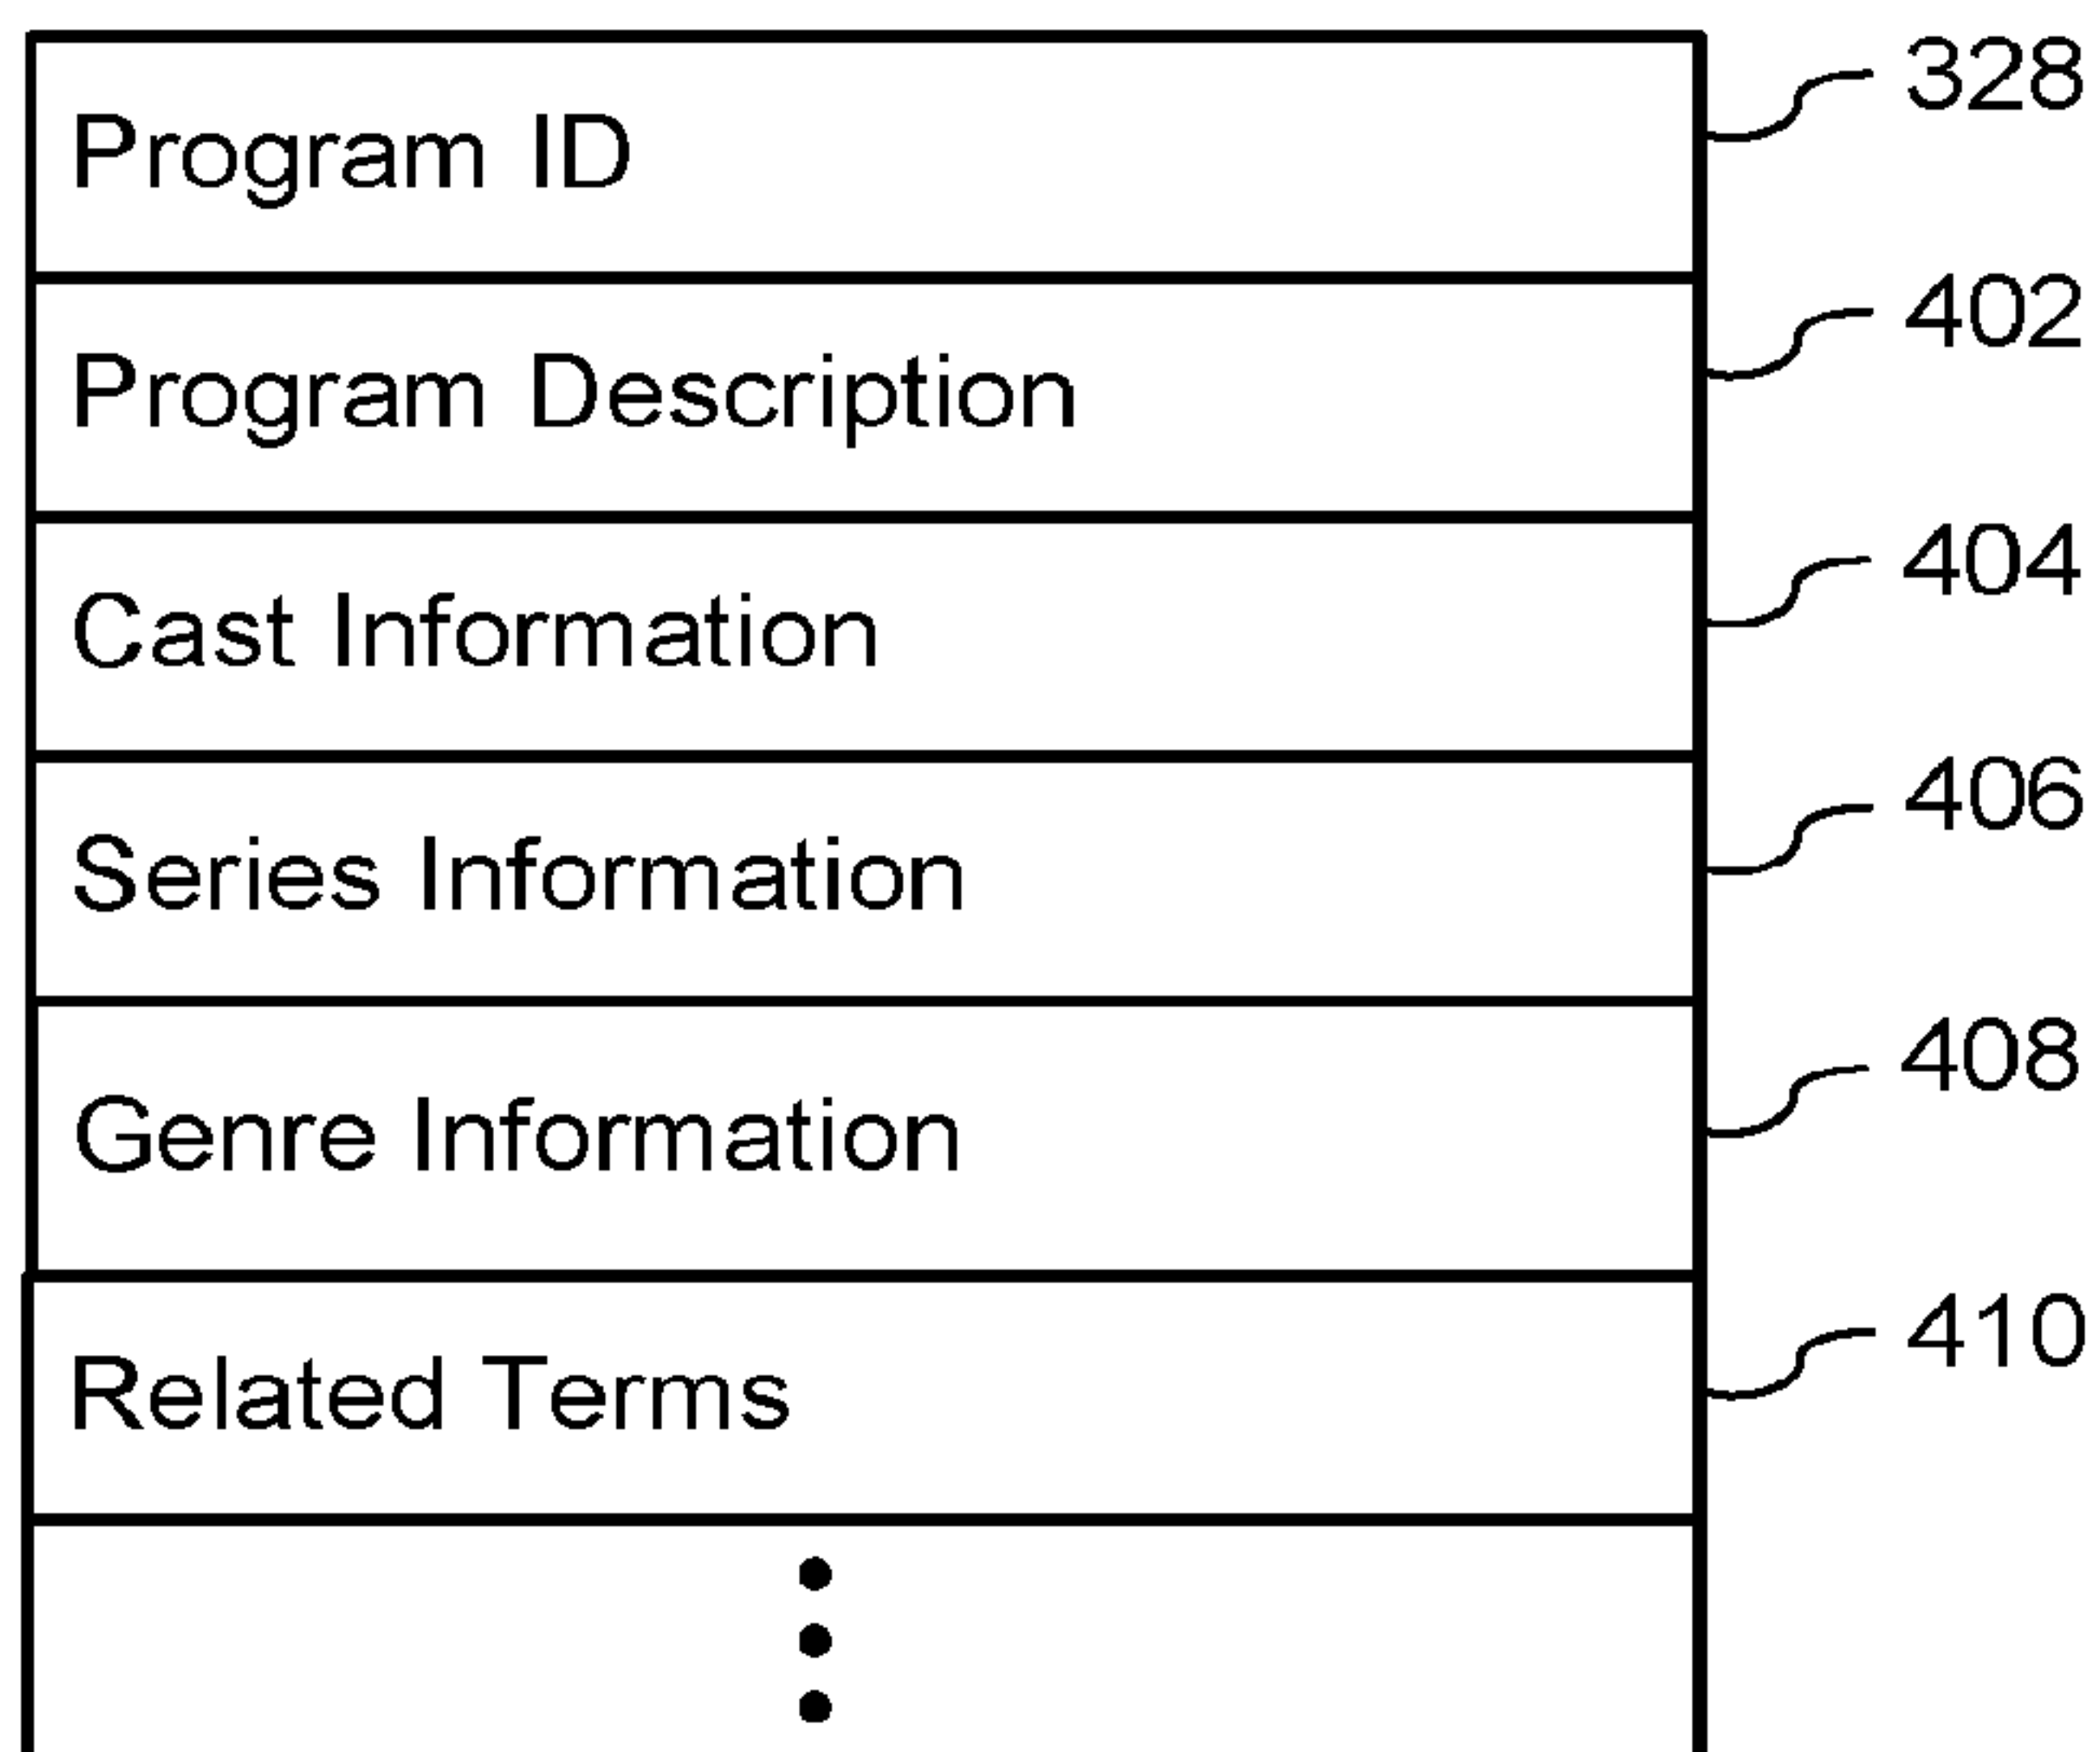 Program ID 328
Program Description 402
Cast Information 404
Series Information 406
Genre Information 408
Related Terms 410